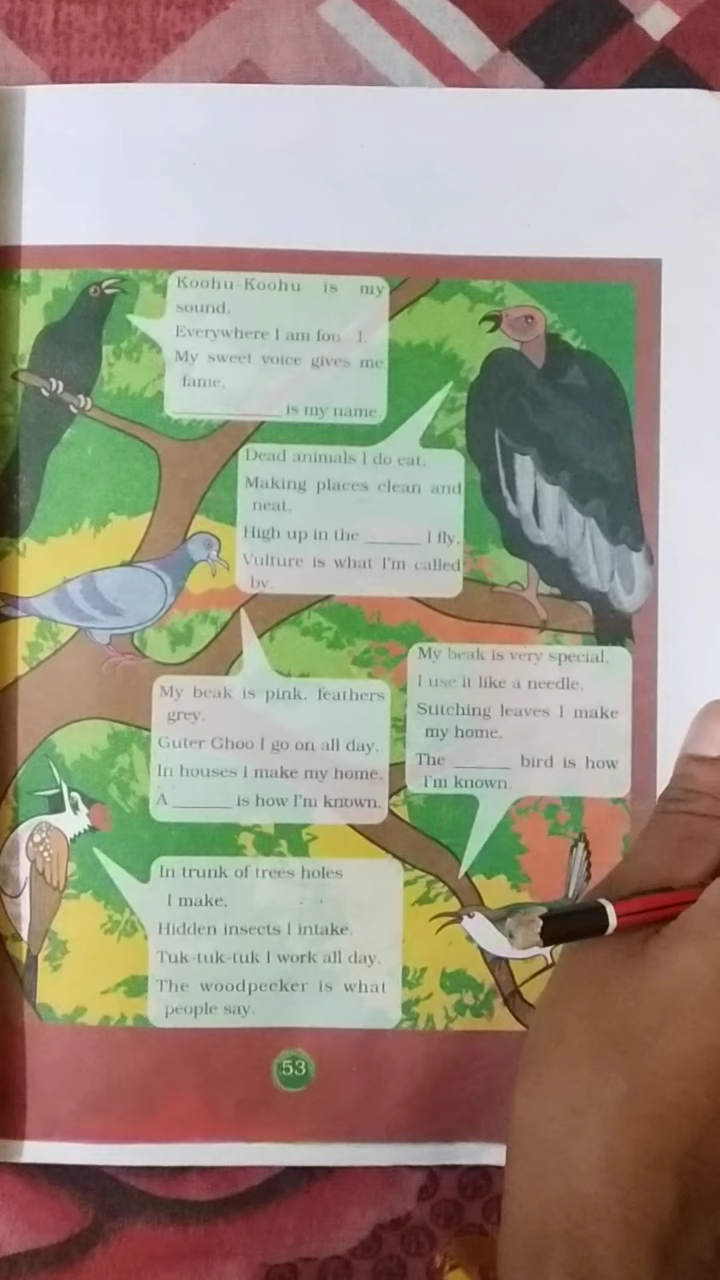 Koohu-Koohu is my
sound.
Everywhere I am fou d.
My sweet voice gives me
fame.
__________ is my name.
Dead animals I do eat.
Making places clean and
neat.
High up in the ______ I fly.
Vulture is what I'm called
by.
My beak is pink, feathers
grey.
Guter Ghoo I go on all day.
In houses I make my home.
A ______ is how I'm known.
My beak is very special.
I use it like a needle.
Stitching leaves I make
my home.
The ______ bird is how
I'm known.
In trunk of trees holes
I make,
Hidden insects I intake.
Tuk-tuk-tuk I work all day.
The woodpecker is what
people say.
53